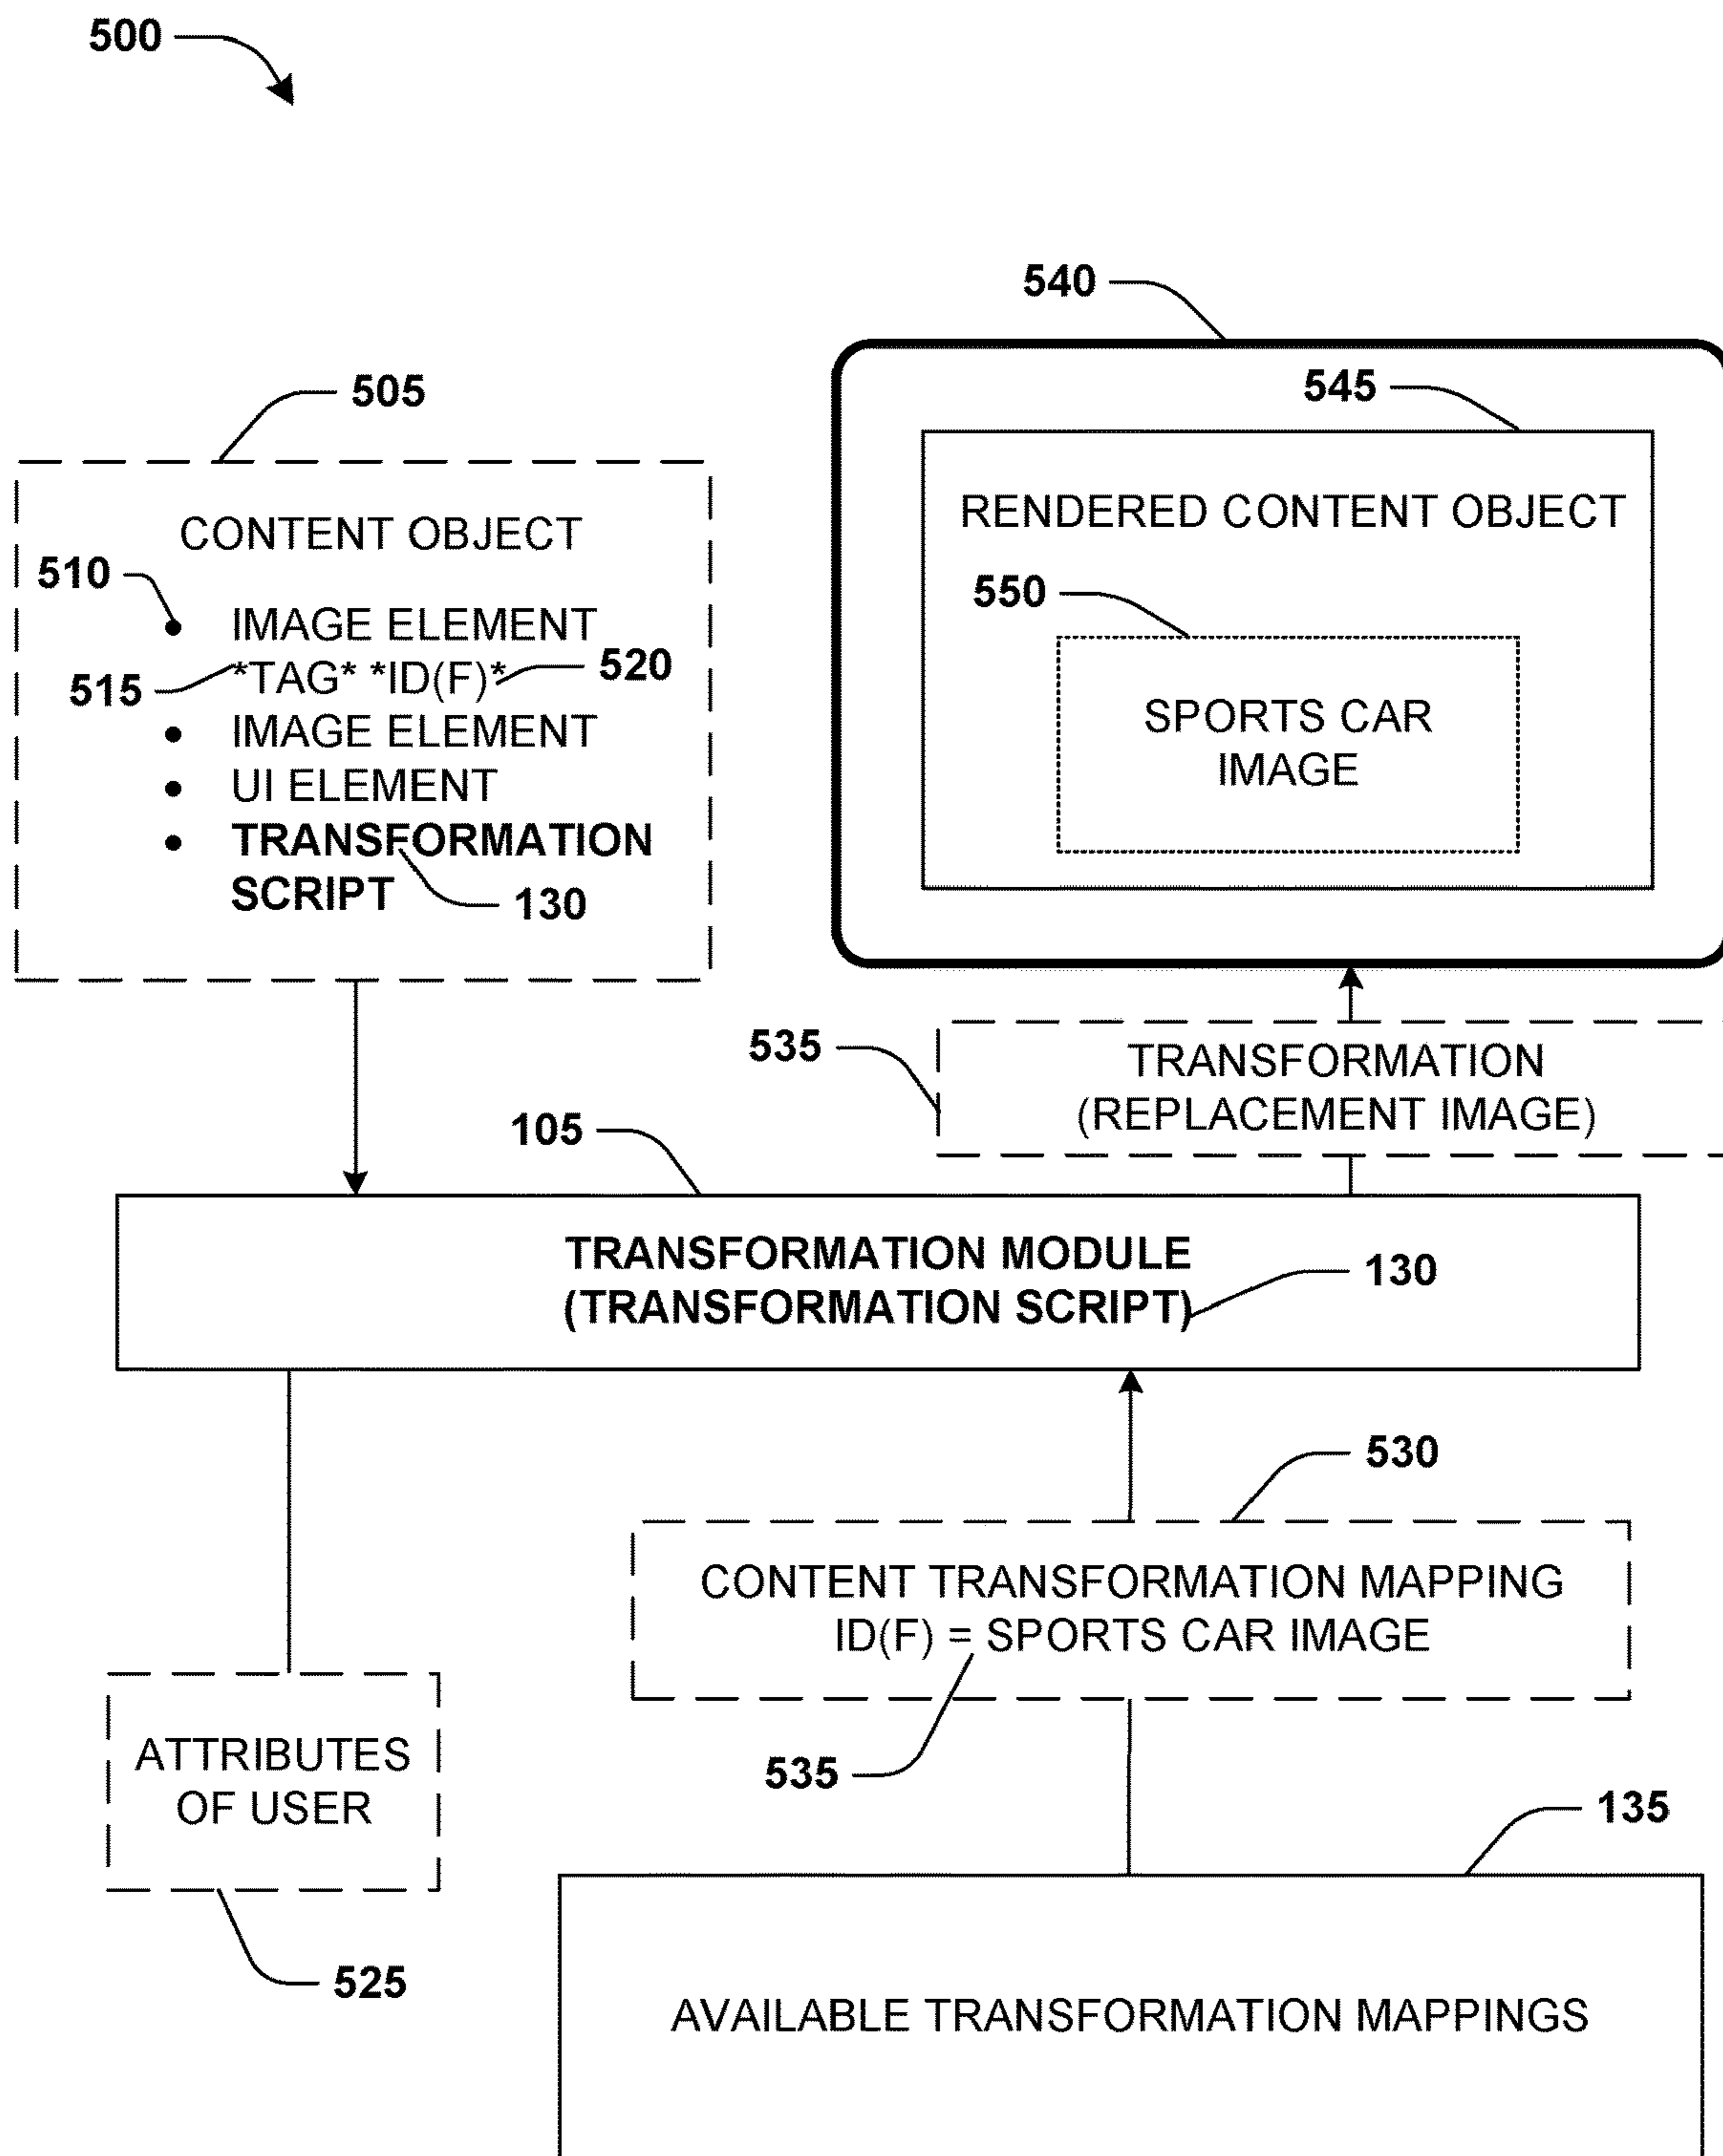 500
540
545
505
RENDERED CONTENT OBJECT
CONTENT OBJECT
510
550
• IMAGE ELEMENT
515 *TAG* *ID(F)* 520
• IMAGE ELEMENT
• UI ELEMENT
• TRANSFORMATION
SCRIPT 130
SPORTS CAR
IMAGE
535
TRANSFORMATION
(REPLACEMENT IMAGE)
105
TRANSFORMATION MODULE
(TRANSFORMATION SCRIPT)
130
530
CONTENT TRANSFORMATION MAPPING
ID(F) = SPORTS CAR IMAGE
535
ATTRIBUTES
OF USER
525
135
AVAILABLE TRANSFORMATION MAPPINGS